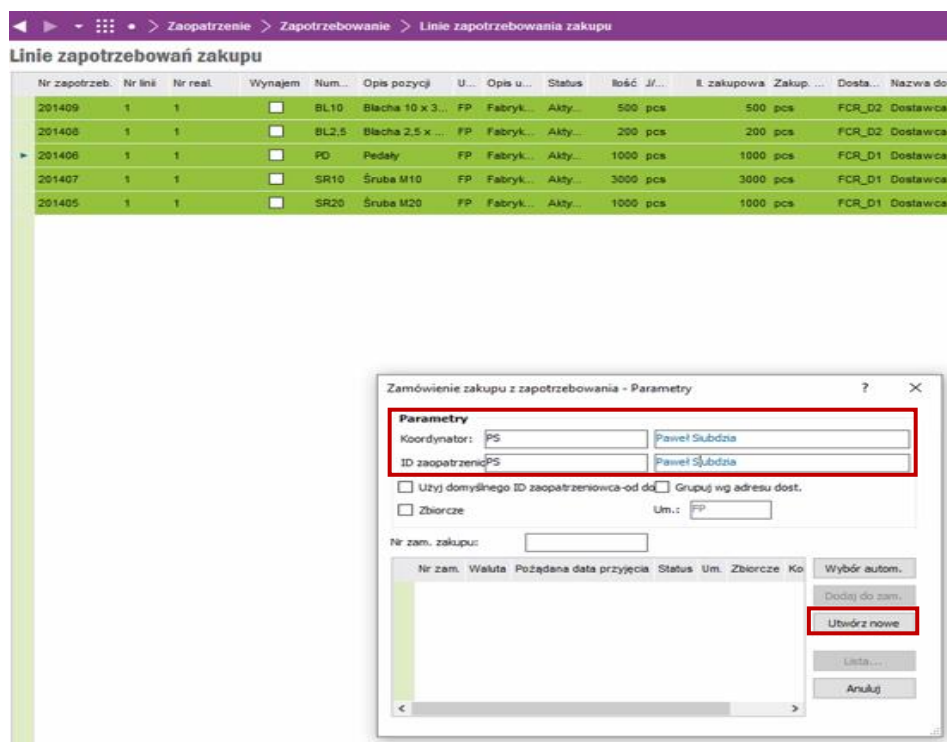 Zaopatrzenie > Zapotrzebowanie > Linie zapotrzebowania zakupu
Linie zapotrzebowań zakupu
Nr zapotrzeb. Nr linii Nr real. Wynajem Num... Opis pozycji U... Opis u... Status Ilość J/... Il. zakupowa Zakup. ... Dosta... Nazwa do
201409 1 1 BL10 Blacha 10 x 3... FP Fabryk... Akty... 500 pcs 500 pcs FCR_D2 Dostawca
201408 1 1 BL2,5 Blacha 2,5 x ... FP Fabryk... Akty... 200 pcs 200 pcs FCR_D2 Dostawca
201406 1 1 PD Pedały FP Fabryk... Akty... 1000 pcs 1000 pcs FCR_D1 Dostawca
201407 1 1 SR10 Śruba M10 FP Fabryk... Akty... 3000 pcs 3000 pcs FCR_D1 Dostawca
201405 1 1 SR20 Śruba M20 FP Fabryk... Akty... 1000 pcs 1000 pcs FCR_D1 Dostawca
Zamówienie zakupu z zapotrzebowania - Parametry ? ×
Parametry
Koordynator: PS Paweł Siubdzia
ID zaopatrzenic PS Paweł Siubdzia
Użyj domyślnego ID zaopatrzeniowca-od do Grupuj wg adresu dost.
Zbiorcze Um.: FP
Nr zam. zakupu:
Nr zam. Waluta Pożądana data przyjęcia Status Um. Zbiorcze Ko
Wybór autom.
Dodaj do zam.
Utwórz nowe
Lista...
Anuluj